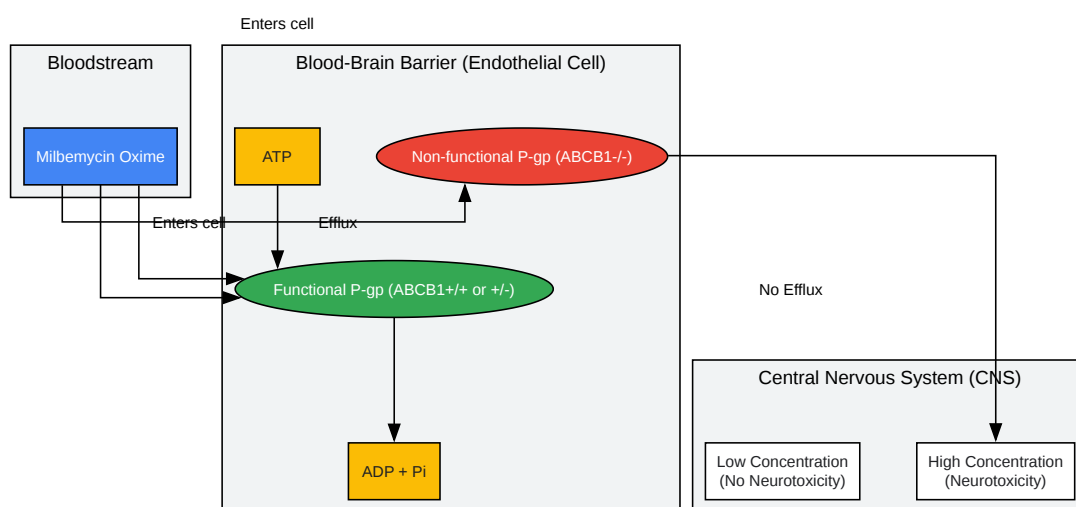 Enters cell
Bloodstream
Blood-Brain Barrier (Endothelial Cell)
Milbemycin Oxime
ATP
Non-functional P-gp (ABCB1-/-)
Enters cell
Efflux
Functional P-gp (ABCB1+/+ or +/-)
No Efflux
Central Nervous System (CNS)
ADP + Pi
Low Concentration
(No Neurotoxicity)
High Concentration
(Neurotoxicity)